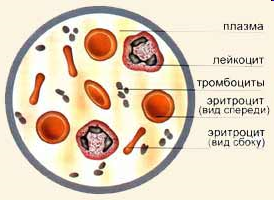 плазма
лейкоцит
тромбоциты
эритроцит
(вид спереди)
эритроцит
(вид сбоку)